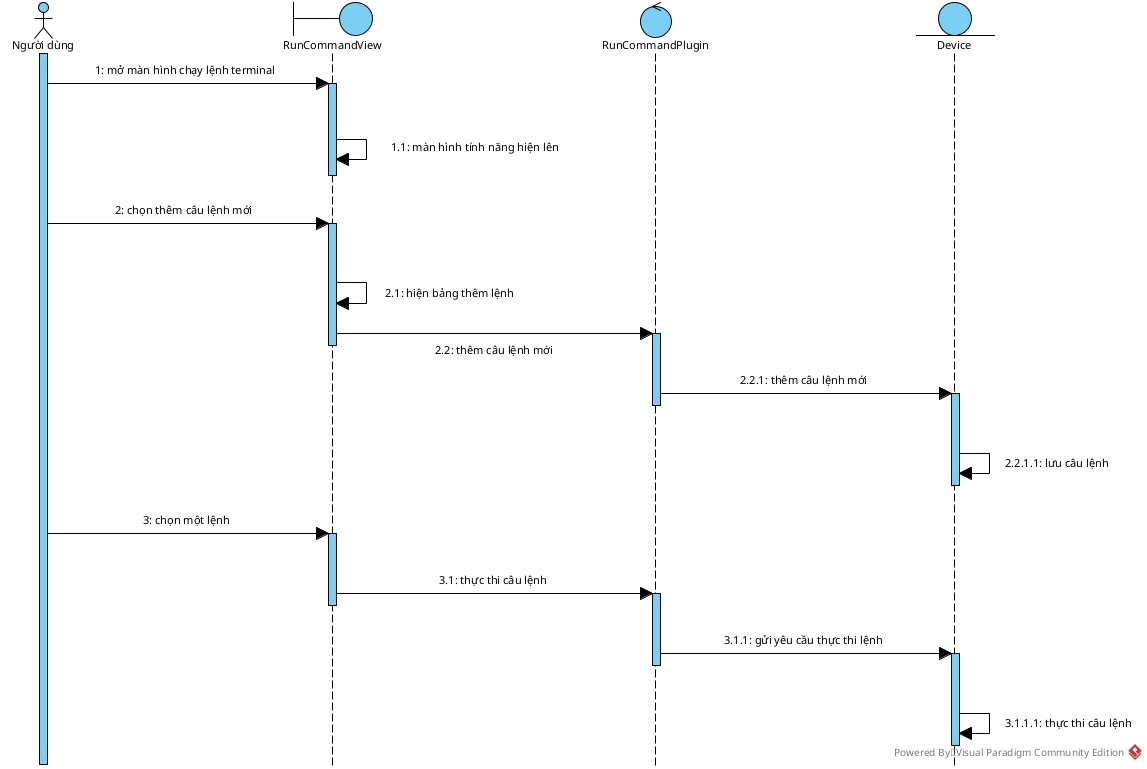 Người dùng
RunCommandView
RunCommandPlugin
Device
1: mở màn hình chạy lệnh terminal
1.1: màn hình tính năng hiện lên
2: chọn thêm câu lệnh mới
2.1: hiện bảng thêm lệnh
2.2: thêm câu lệnh mới
2.2.1: thêm câu lệnh mới
2.2.1.1: lưu câu lệnh
3: chọn một lệnh
3.1: thực thi câu lệnh
3.1.1: gửi yêu cầu thực thi lệnh
3.1.1.1: thực thi câu lệnh
Powered By Visual Paradigm Community Edition